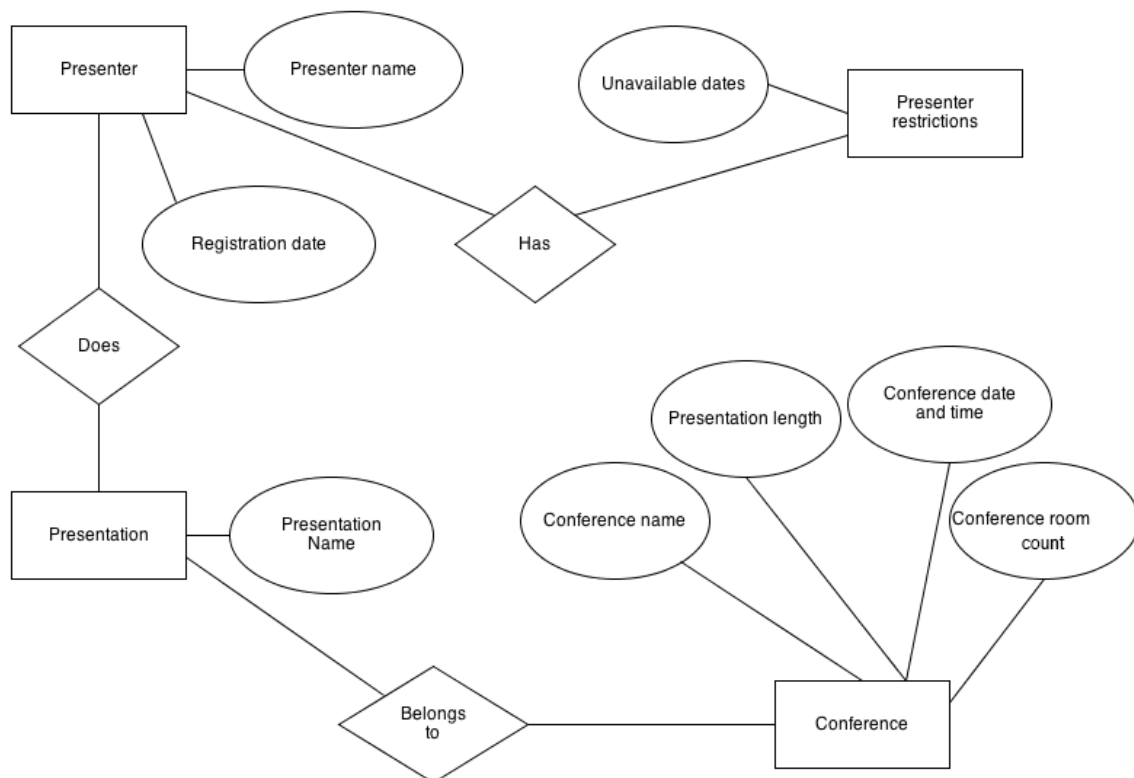 Presenter
Presenter name
Unavailable dates
Presenter
restrictions
Registration date
Has
Does
Conference date
and time
Presentation length
Presentation
Presentation
Name
Conference name
Conference room
count
Belongs
to
Conference